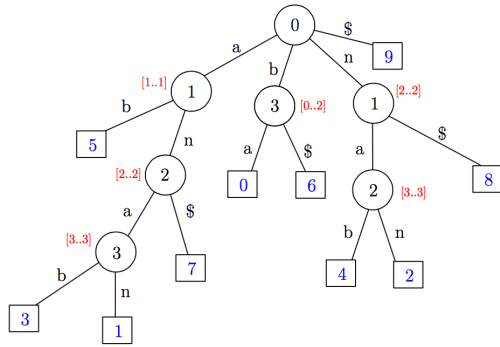 0
a b n $
9
[1..1] 1
3 [0..2]
1 [2..2]
b n
a $
a $
5
[2..2] 2
0 6
2 [3..3]
8
a $
b n
[3..3] 3
7
4 2
b n
3 1